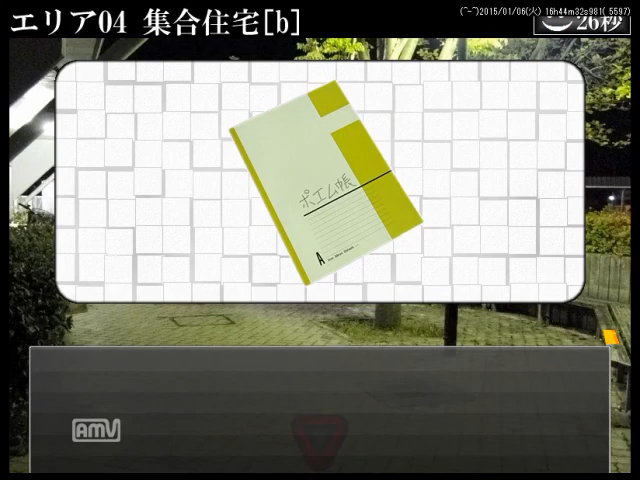 エリア04 集合住宅[b]
(^-^)2015/01/06(火) 16h44m32s981( 5597)
26秒
ポエム帳
A
AMV